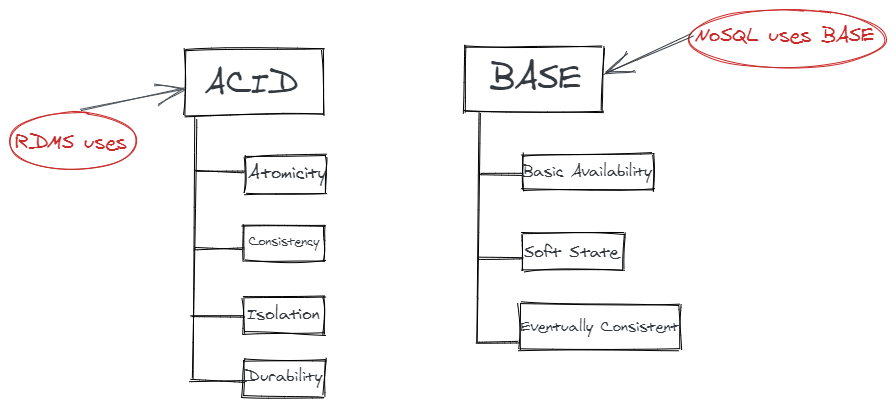 NoSQL uses BASE
ACID
BASE
RDMS uses
Atomicity
Consistency
Isolation
Durability
Basic Availability
Soft State
Eventually Consistent